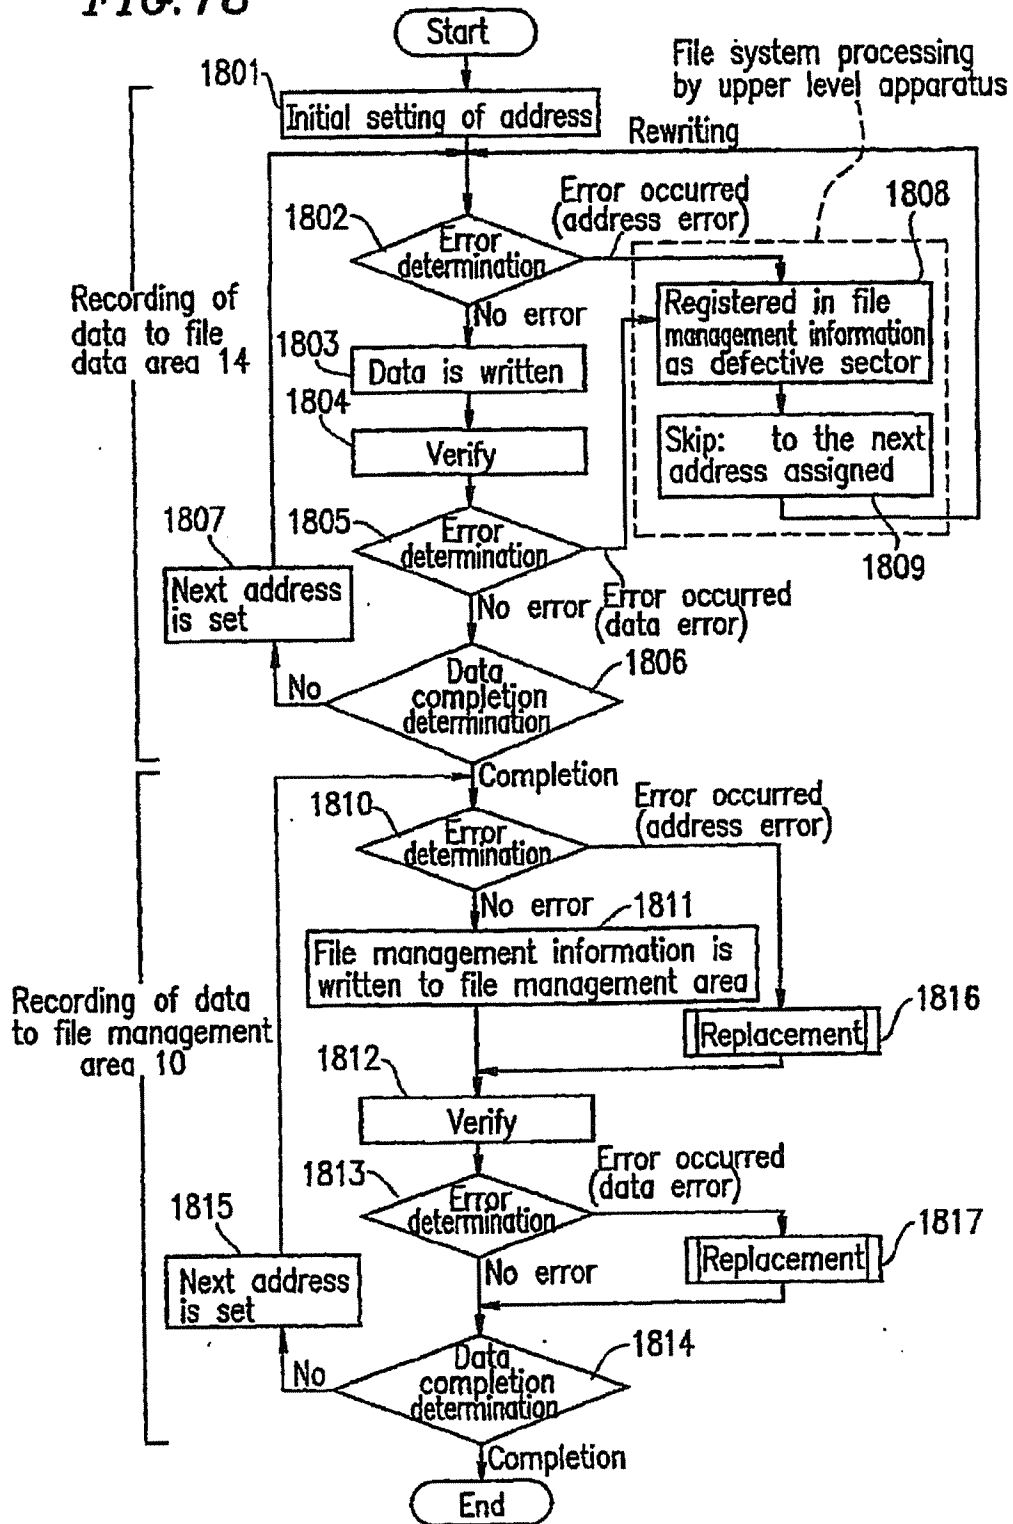 Start
1801
Initial setting of address
File system processing
by upper level apparatus
Rewriting
1802
Error
determination
Error occurred
(address error)
1808
Registered in file
management information
as defective sector
Recording of
data to file
data area 14
No error
1803
Data is written
1804
Verify
Skip: to the next
address assigned
1809
1805
Error
determination
1807
Next address
is set
No error
Error occurred
(data error)
1806
Data
completion
determination
No
Completion
1810
Error
determination
Error occurred
(address error)
No error
1811
File management information is
written to file management area
Recording of data
to file management
area 10
1816
Replacement
1812
Verify
1813
Error
determination
Error occurred
(data error)
1815
Next address
is set
1817
Replacement
No error
1814
Data
completion
determination
No
Completion
End